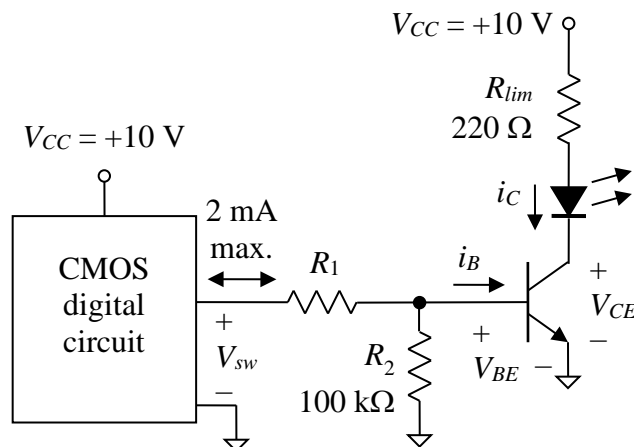 V_CC = +10 V
R_lim
220 Ω
V_CC = +10 V
i_C
2 mA
max.
CMOS
digital
circuit
R_1
i_B
+
V_CE
–
+
V_sw
–
R_2
100 kΩ
+
V_BE –